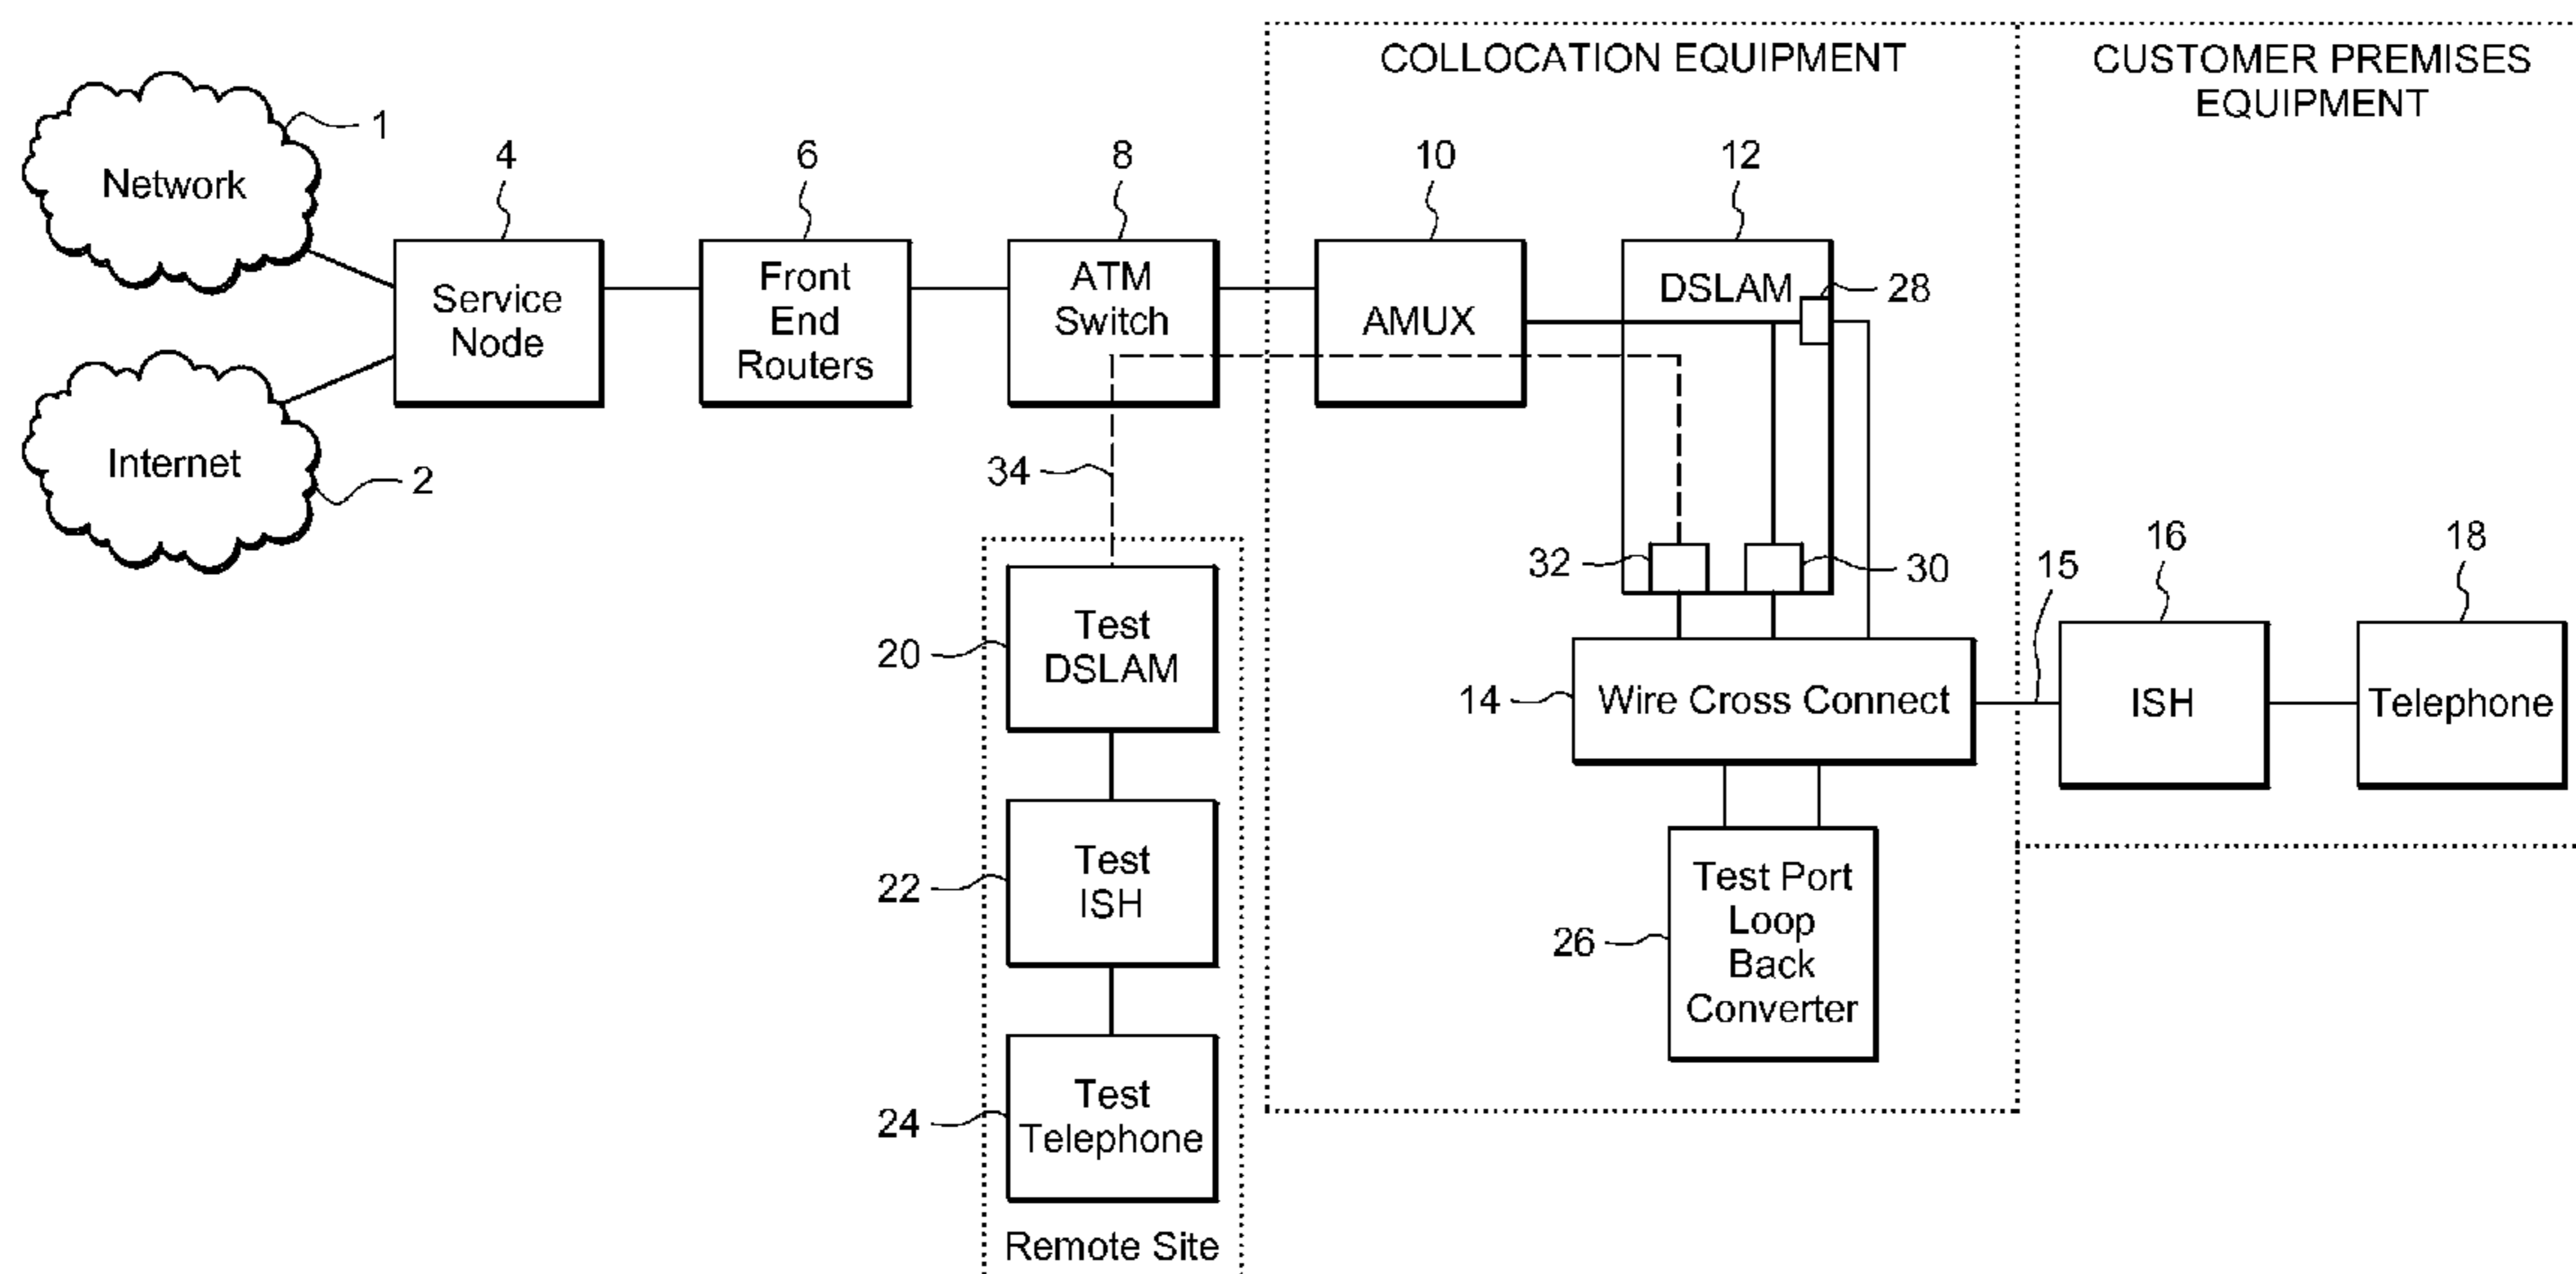 COLLOCATION EQUIPMENT
CUSTOMER PREMISES
EQUIPMENT
1
Network
4
6
8
10
12
Service
Node
Front
End
Routers
ATM
Switch
AMUX
DSLAM
28
Internet
2
34
32
30
15
16
18
20
Test
DSLAM
14
Wire Cross Connect
ISH
Telephone
22
Test
ISH
26
Test Port
Loop
Back
Converter
24
Test
Telephone
Remote Site